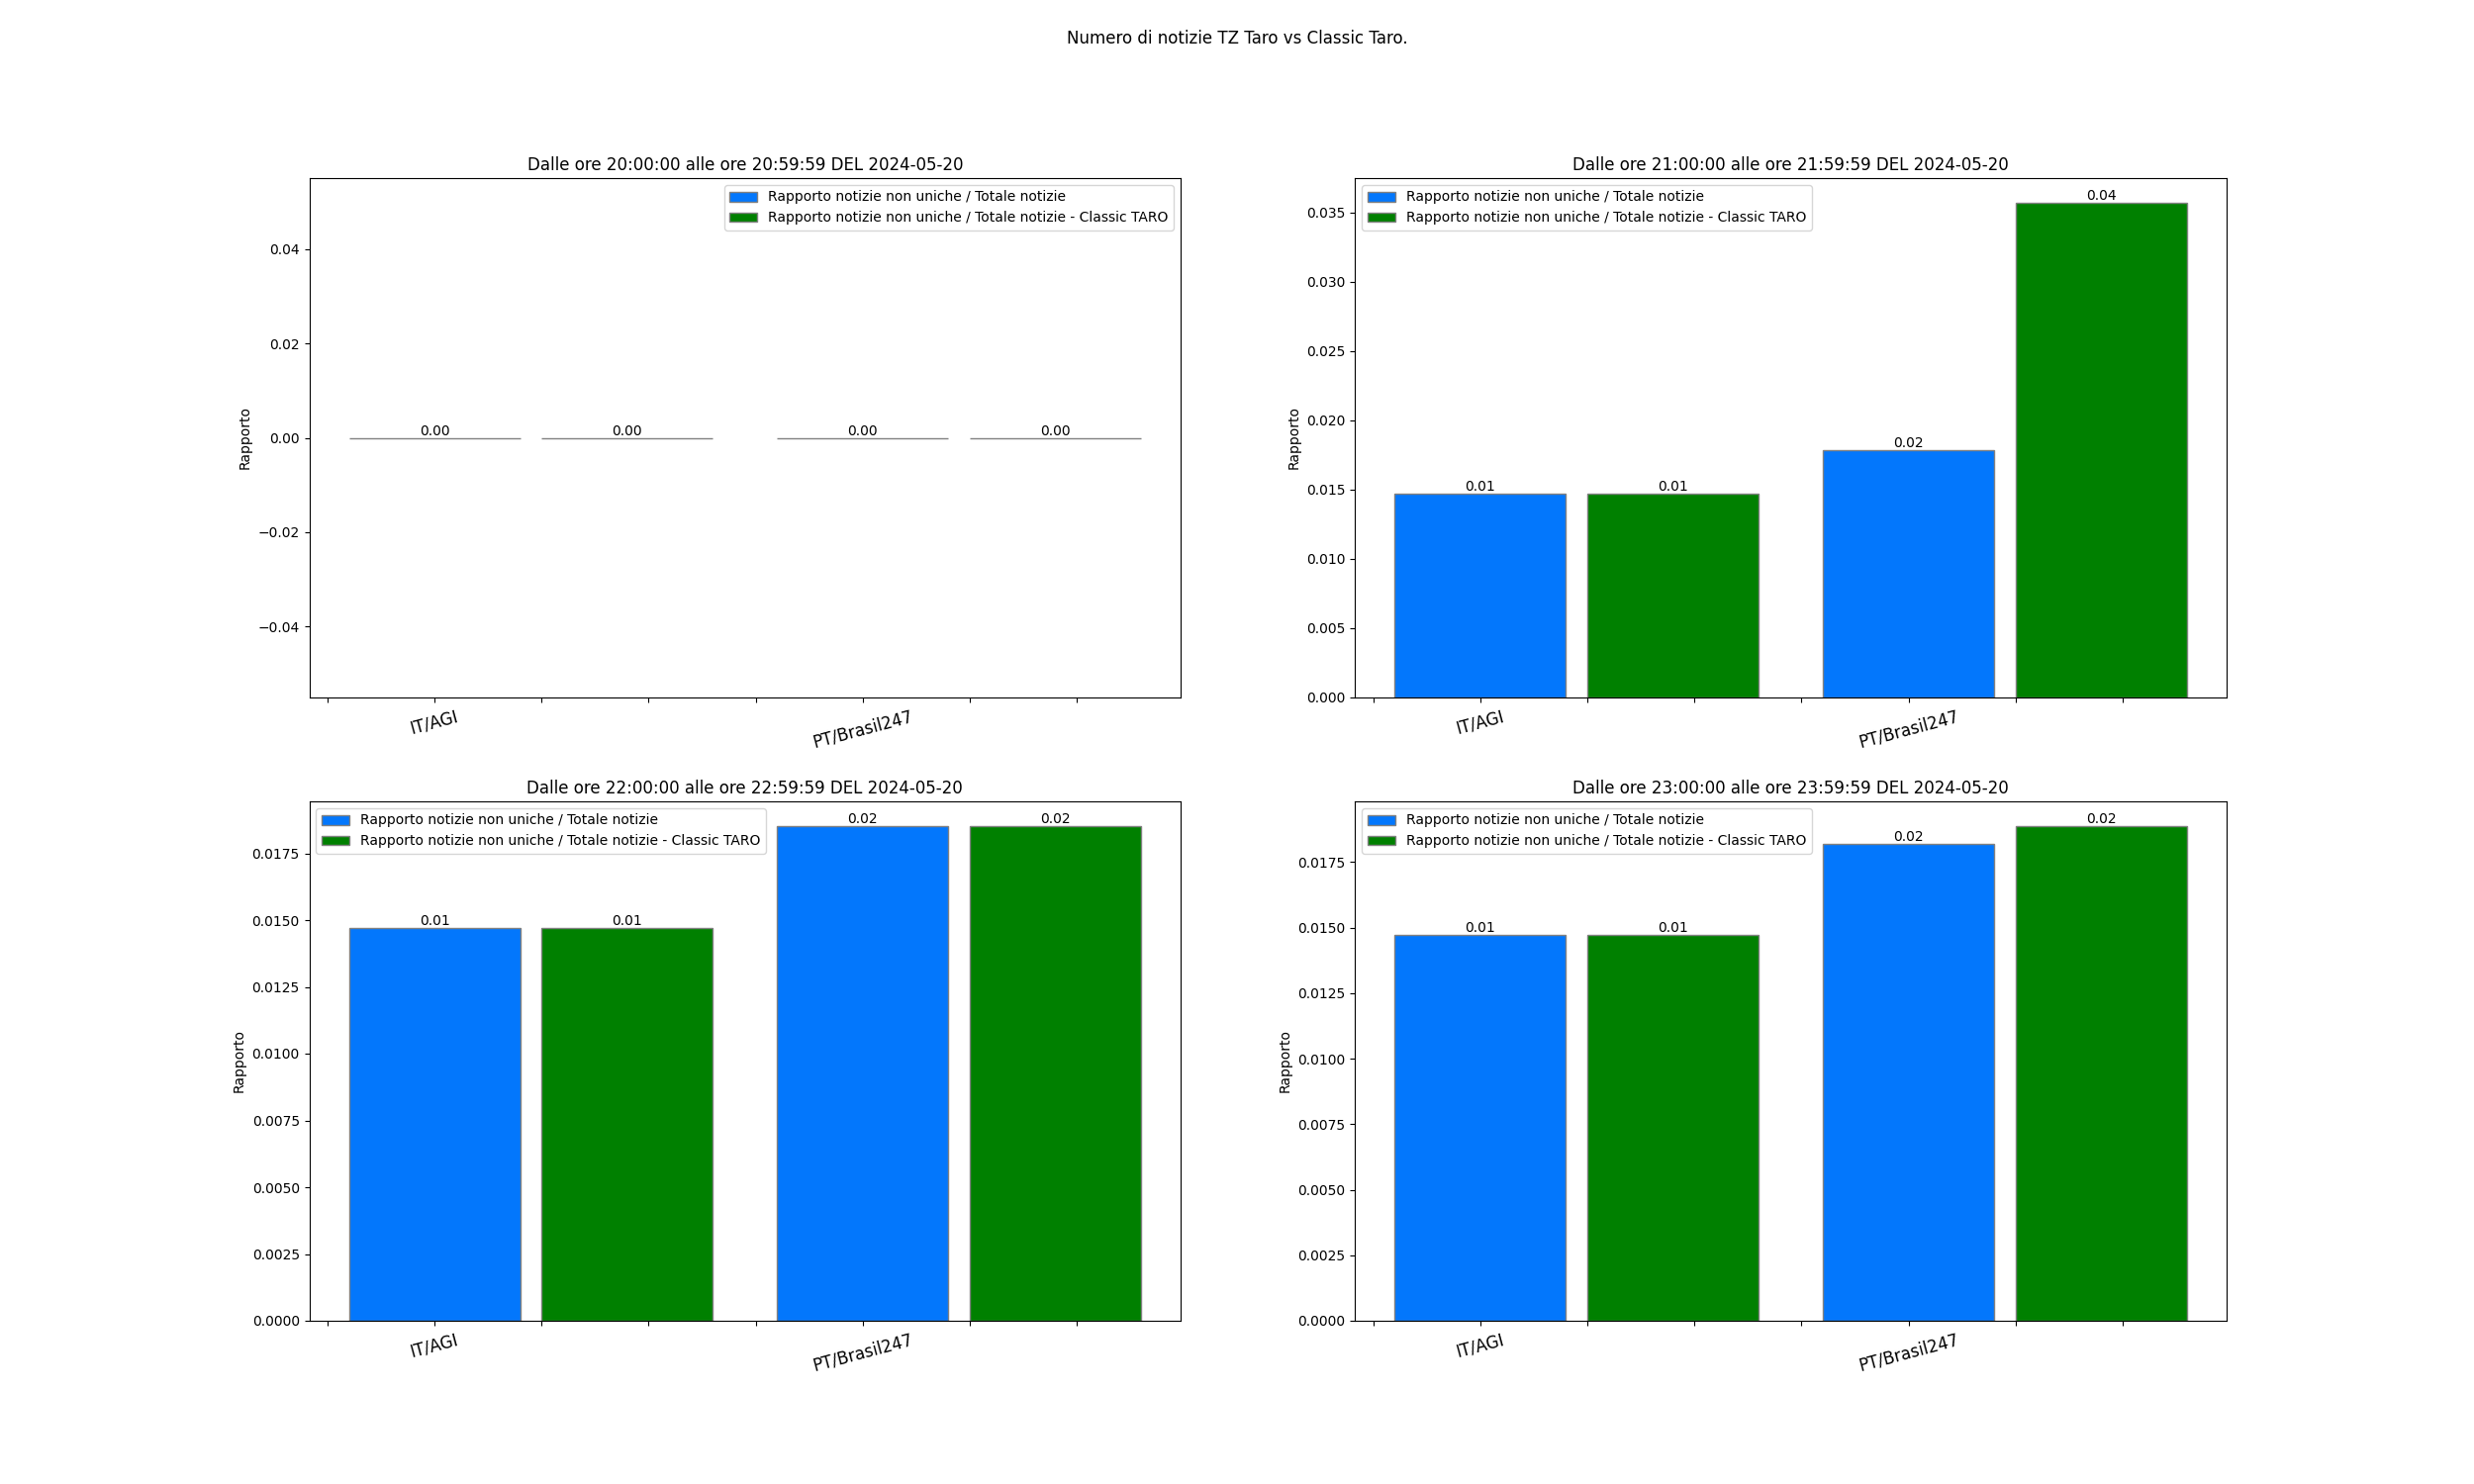 Numero di notizie TZ Taro vs Classic Taro.
Dalle ore 20:00:00 alle ore 20:59:59 DEL 2024-05-20
Rapporto notizie non uniche / Totale notizie
Rapporto notizie non uniche / Totale notizie - Classic TARO
0.04
0.02
0.00
−0.02
−0.04
Rapporto
0.00
0.00
0.00
0.00
IT/AGI
PT/Brasil247
Dalle ore 21:00:00 alle ore 21:59:59 DEL 2024-05-20
Rapporto notizie non uniche / Totale notizie
Rapporto notizie non uniche / Totale notizie - Classic TARO
0.035
0.030
0.025
0.020
0.015
0.010
0.005
0.000
Rapporto
0.01
0.01
0.02
0.04
IT/AGI
PT/Brasil247
Dalle ore 22:00:00 alle ore 22:59:59 DEL 2024-05-20
Rapporto notizie non uniche / Totale notizie
Rapporto notizie non uniche / Totale notizie - Classic TARO
0.0175
0.0150
0.0125
0.0100
0.0075
0.0050
0.0025
0.0000
Rapporto
0.01
0.01
0.02
0.02
IT/AGI
PT/Brasil247
Dalle ore 23:00:00 alle ore 23:59:59 DEL 2024-05-20
Rapporto notizie non uniche / Totale notizie
Rapporto notizie non uniche / Totale notizie - Classic TARO
0.0175
0.0150
0.0125
0.0100
0.0075
0.0050
0.0025
0.0000
Rapporto
0.01
0.01
0.02
0.02
IT/AGI
PT/Brasil247